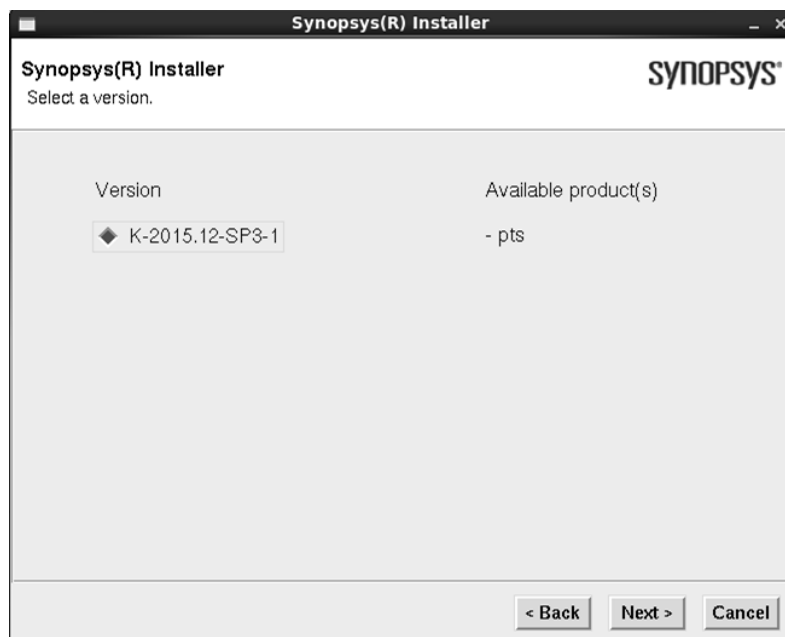 Synopsys(R) Installer
Synopsys(R) Installer
SYNOPSYS®
Select a version.
Version Available product(s)
K-2015.12-SP3-1 - pts
< Back Next > Cancel